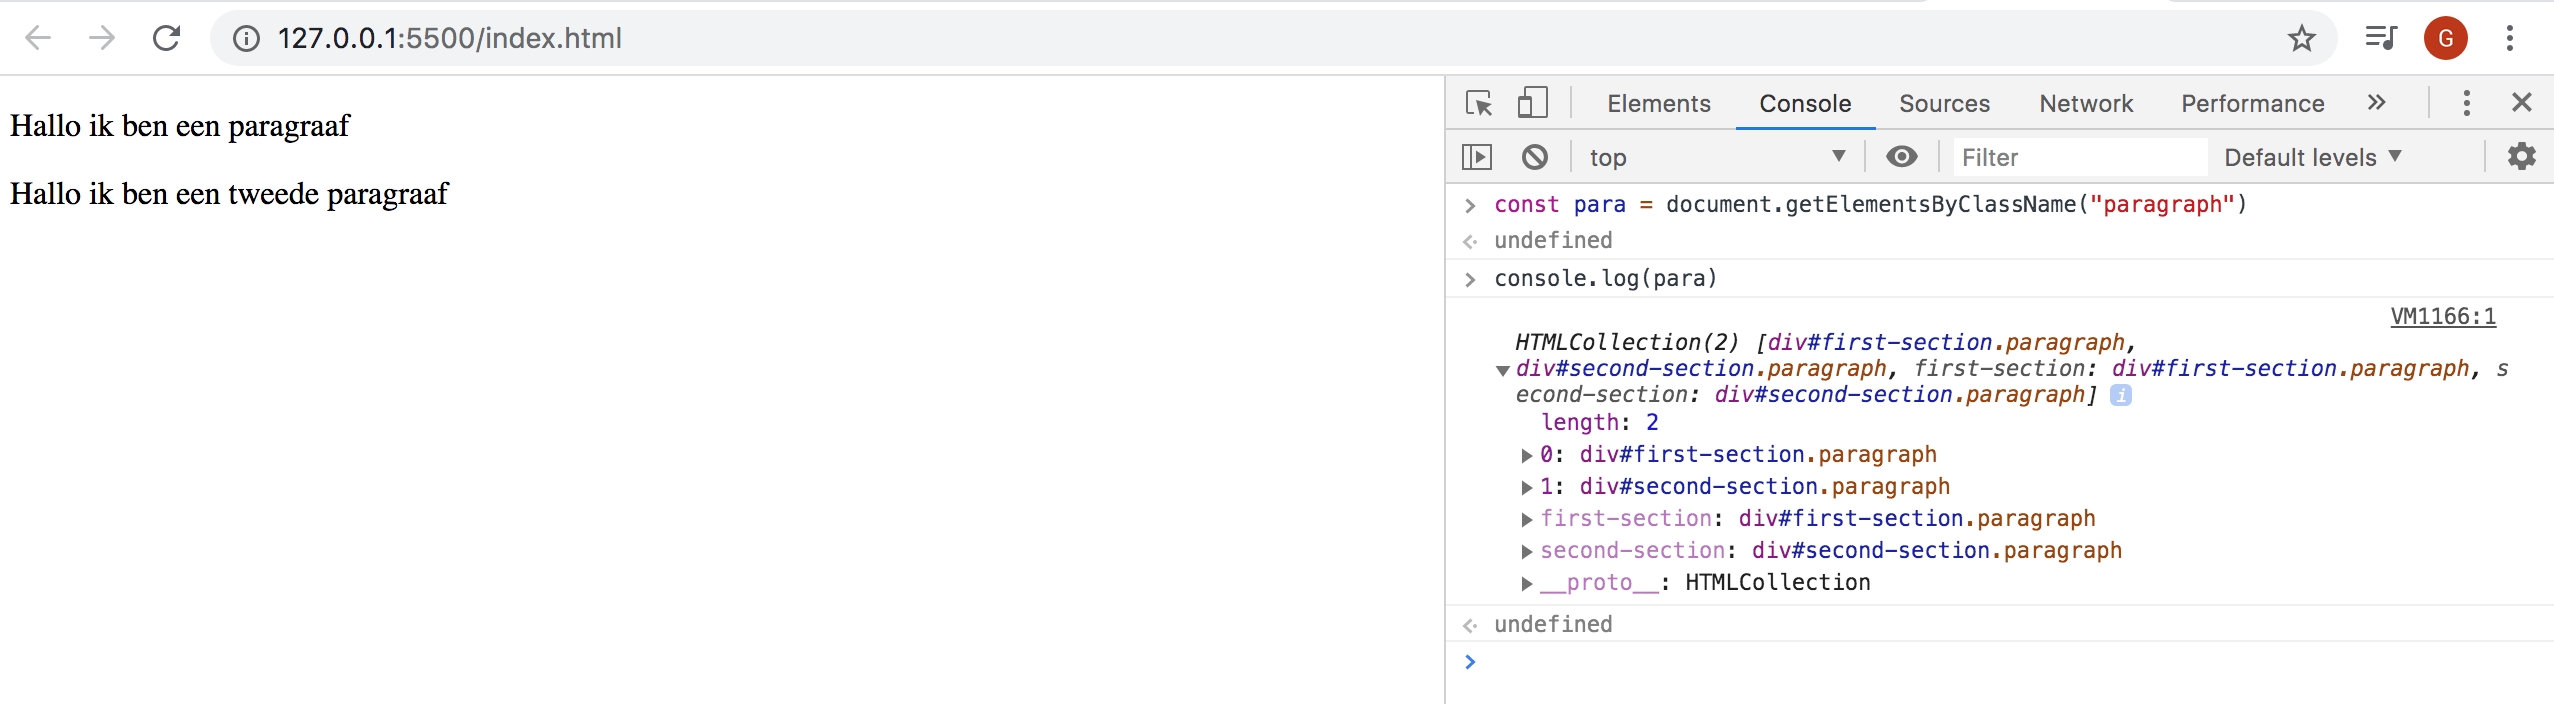 127.0.0.1:5500/index.html
G
Hallo ik ben een paragraaf
Hallo ik ben een tweede paragraaf
Elements Console Sources Network Performance »
top Filter Default levels
const para = document.getElementsByClassName("paragraph")
undefined
console.log(para)
VM1166:1
HTMLCollection(2) [div#first-section.paragraph,
div#second-section.paragraph, first-section: div#first-section.paragraph, s
econd-section: div#second-section.paragraph] i
length: 2
0: div#first-section.paragraph
1: div#second-section.paragraph
first-section: div#first-section.paragraph
second-section: div#second-section.paragraph
__proto__: HTMLCollection
undefined